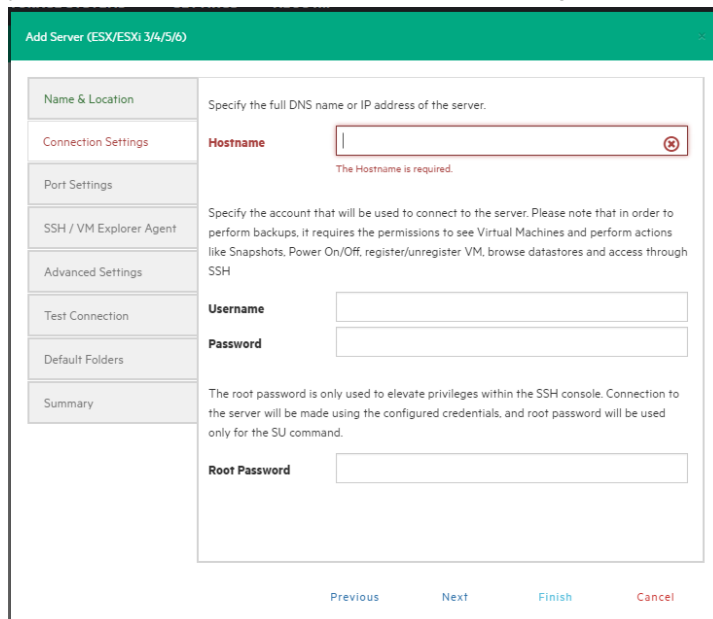 Add Server (ESX/ESXi 3/4/5/6)
×
Name & Location
Connection Settings
Port Settings
SSH / VM Explorer Agent
Advanced Settings
Test Connection
Default Folders
Summary
Specify the full DNS name or IP address of the server.
Hostname
The Hostname is required.
Specify the account that will be used to connect to the server. Please note that in order to
perform backups, it requires the permissions to see Virtual Machines and perform actions
like Snapshots, Power On/Off, register/unregister VM, browse datastores and access through
SSH
Username
Password
The root password is only used to elevate privileges within the SSH console. Connection to
the server will be made using the configured credentials, and root password will be used
only for the SU command.
Root Password
Previous Next Finish Cancel